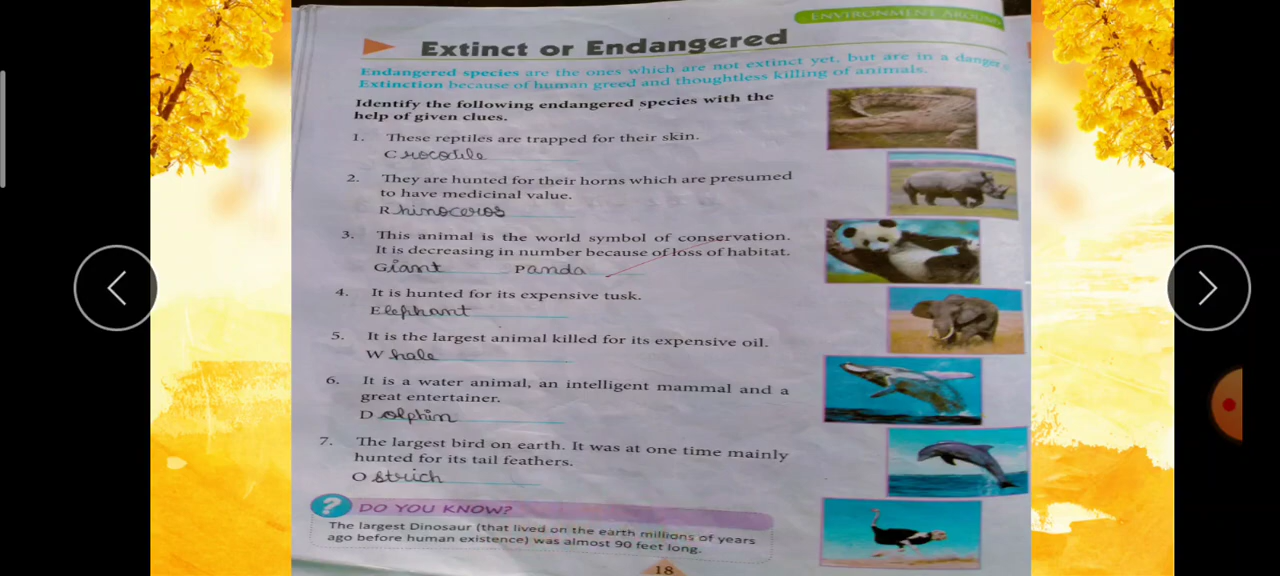 ENVIRONMENT AROUND
Extinct or Endangered
Endangered species are the ones which are not extinct yet, but are in a danger
Extinction because of human greed and thoughtless killing of animals.
Identify the following endangered species with the
help of given clues.
1. These reptiles are trapped for their skin.
Crocodile
2. They are hunted for their horns which are presumed
to have medicinal value.
Rhinoceros
3. This animal is the world symbol of conservation.
It is decreasing in number because of loss of habitat.
Giant Panda
4. It is hunted for its expensive tusk.
Elephant
5. It is the largest animal killed for its expensive oil.
Whale
6. It is a water animal, an intelligent mammal and a
great entertainer.
Dolphin
7. The largest bird on earth. It was at one time mainly
hunted for its tail feathers.
Ostrich
? DO YOU KNOW?
The largest Dinosaur (that lived on the earth millions of years
ago before human existence) was almost 90 feet long.
18